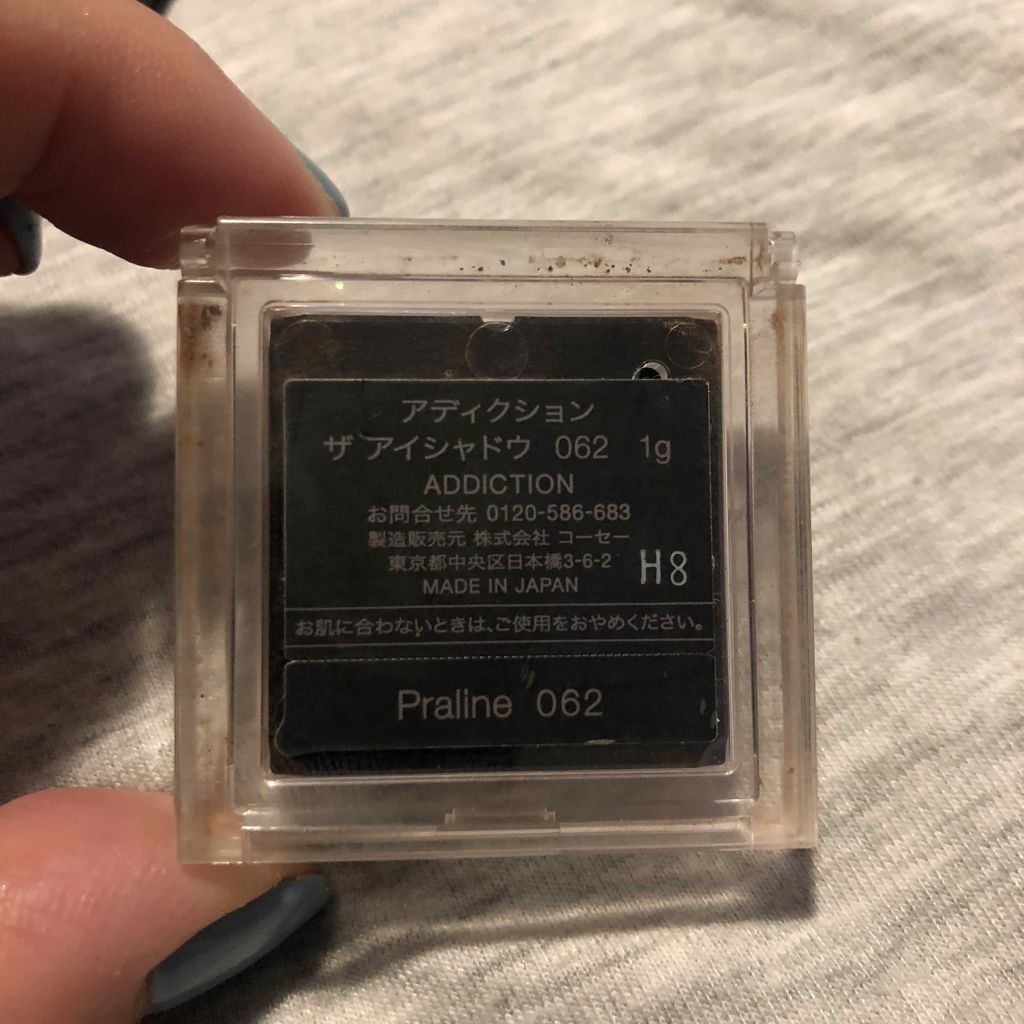 アディクション
ザ アイシャドウ 062 1g
ADDICTION
お問合せ先 0120-586-683
製造販売元 株式会社 コーセー
東京都中央区日本橋3-6-2
H8
MADE IN JAPAN
お肌に合わないときは、ご使用をおやめください。
Praline 062